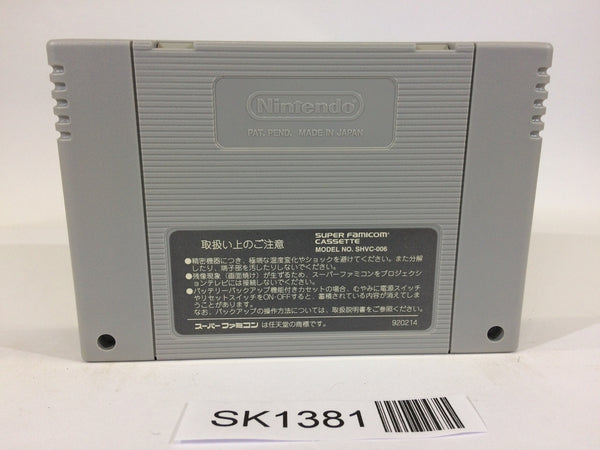 Nintendo
PAT. PEND. MADE IN JAPAN
取扱い上のご注意
SUPER FAMICOM
CASSETTE
MODEL NO. SHVC-006
●精密機器につき、極端な温度変化やショックを避けてください。また分解
したり、端子部を汚したりしないでください。
●残像現象(画面焼け)が生ずるため、スーパーファミコンをプロジェクシ
ョンテレビには接続しないでください。
●バッテリーバックアップ機能付きカセットの場合、むやみに電源スイッチ
やリセットスイッチをON・OFFすると、蓄積されている内容が消えてしま
うことがあります。
なお、バックアップの操作方法については、取扱説明書をご参照ください。
スーパーファミコンは任天堂の商標です。
920214
SK1381